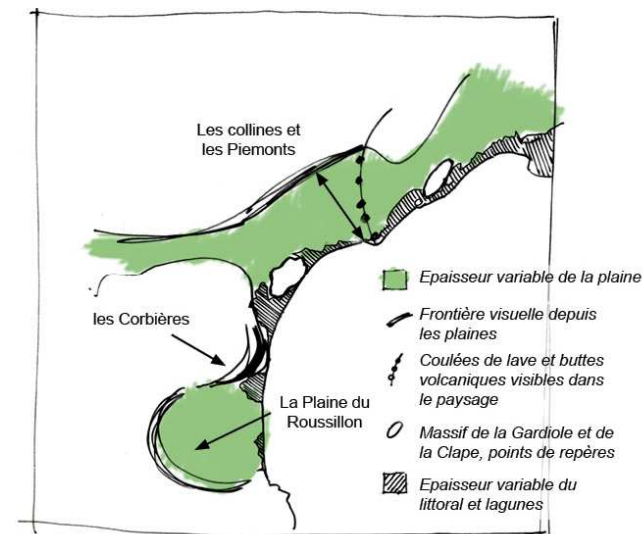 Les collines et
les Piemonts
les Corbières
La Plaine du
Roussillon
Epaisseur variable de la plaine
Frontière visuelle depuis
les plaines
Coulées de lave et buttes
volcaniques visibles dans
le paysage
Massif de la Gardiole et de
la Clape, points de repères
Epaisseur variable du
littoral et lagunes